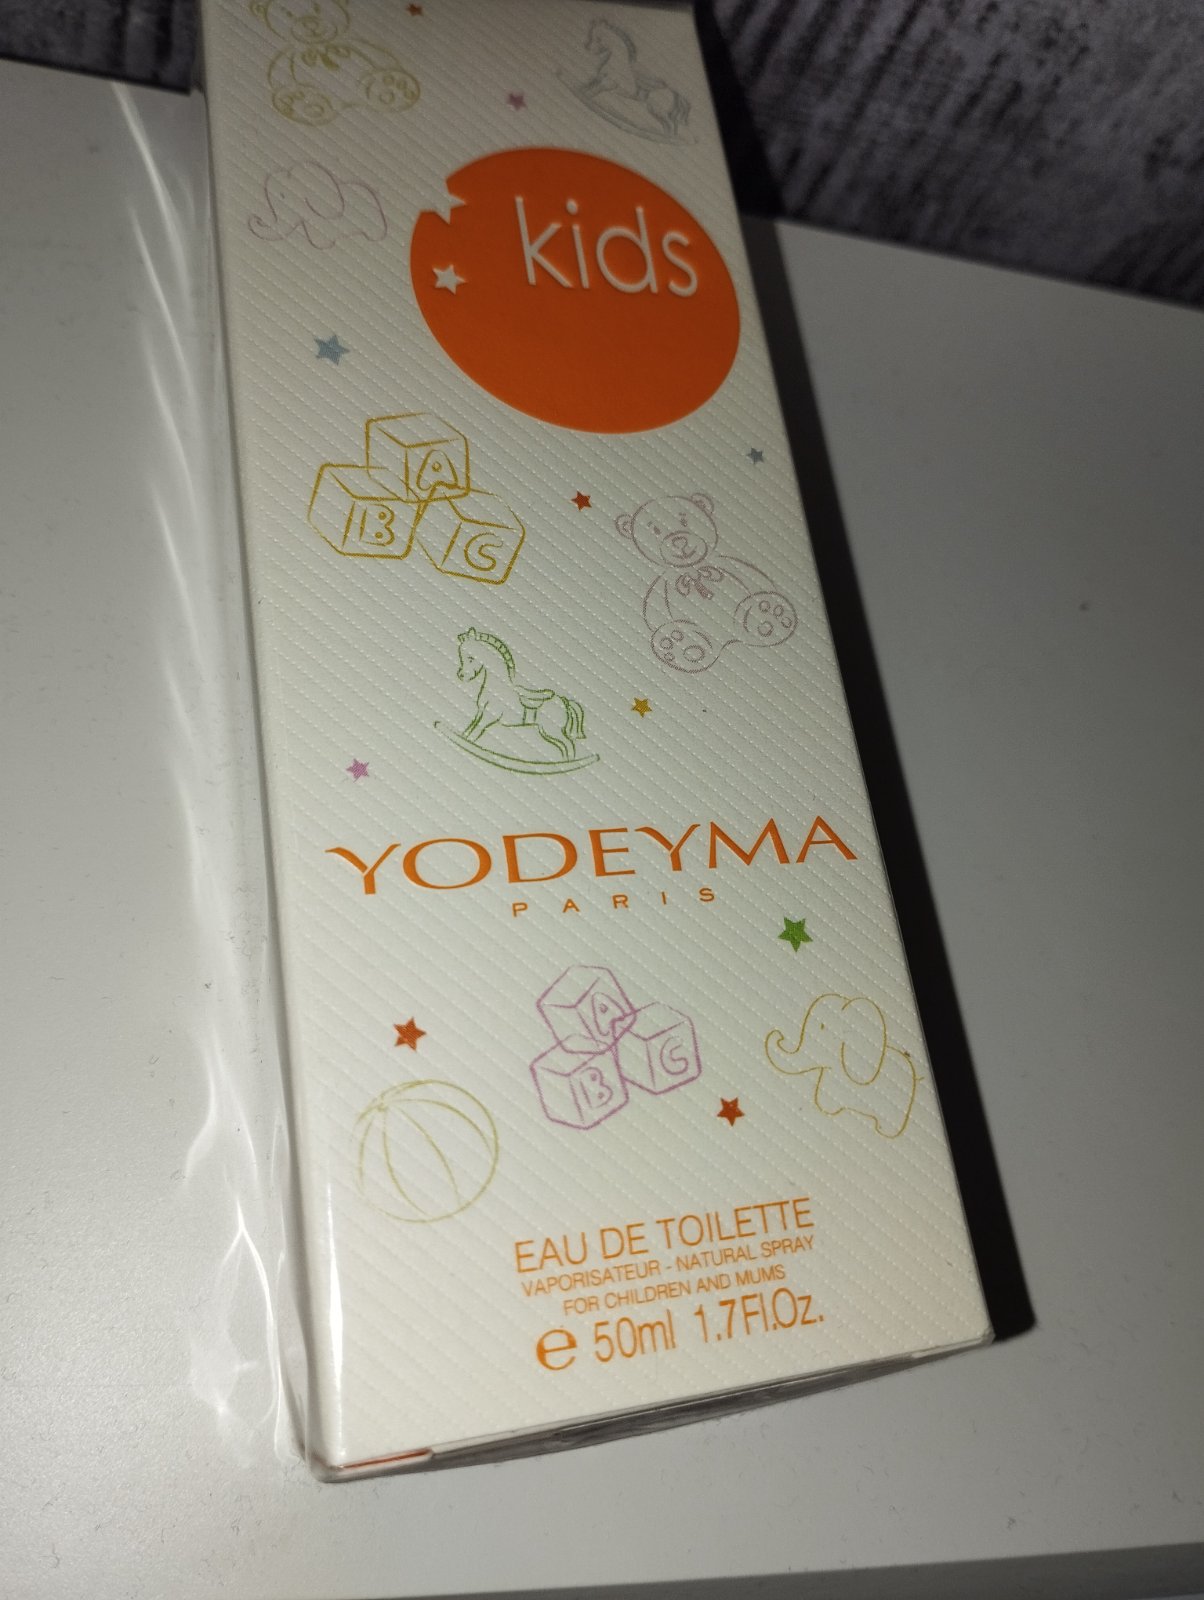 kids
A
B C
YODEYMA
PARIS
A
B C
EAU DE TOILETTE
VAPORISATEUR - NATURAL SPRAY
FOR CHILDREN AND MUMS
e 50ml 1.7Fl.Oz.